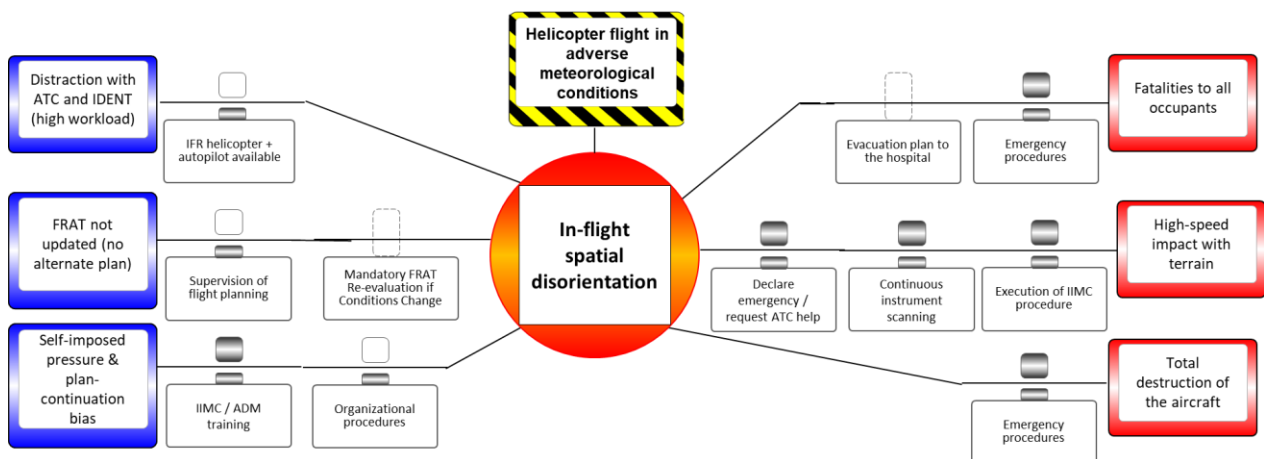 Helicopter flight in
adverse
meteorological
conditions
Distraction with
ATC and IDENT
(high workload)
IFR helicopter +
autopilot available
FRAT not
updated (no
alternate plan)
Supervision of
flight planning
Mandatory FRAT
Re-evaluation if
Conditions Change
Self-imposed
pressure &
plan-
continuation
bias
IIMC / ADM
training
Organizational
procedures
In-flight
spatial
disorientation
Evacuation plan to
the hospital
Emergency
procedures
Fatalities to all
occupants
Declare
emergency /
request ATC help
Continuous
instrument
scanning
Execution of IIMC
procedure
High-speed
impact with
terrain
Emergency
procedures
Total
destruction of
the aircraft